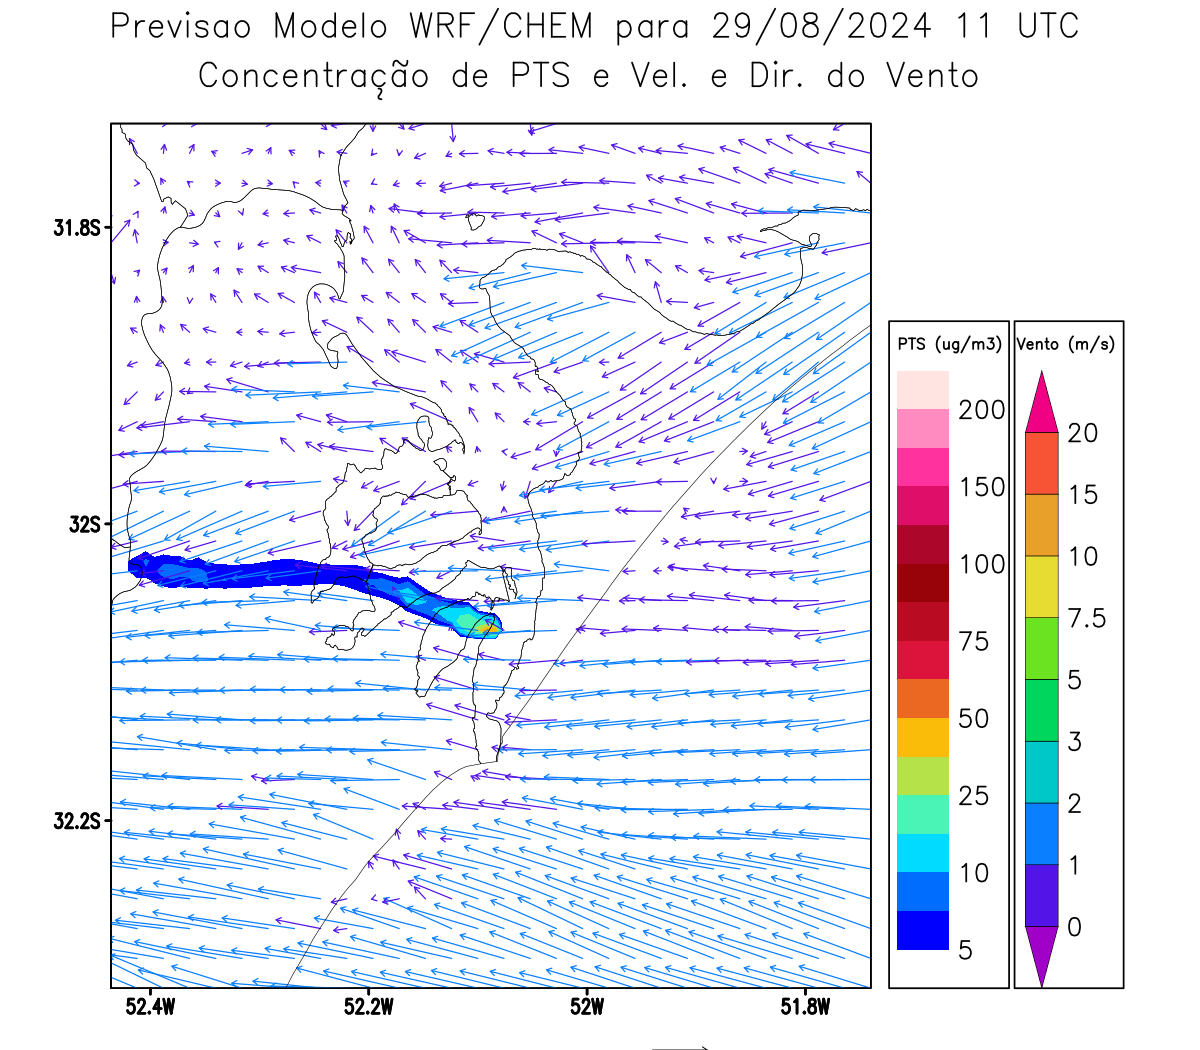 Previsao Modelo WRF/CHEM para 29/08/2024 11 UTC
Concentração de PTS e Vel. e Dir. do Vento
31.8S
32S
32.2S
52.4W
52.2W
52W
51.8W
PTS (ug/m3)
200
150
100
75
50
25
10
5
Vento (m/s)
20
15
10
7.5
5
3
2
1
0